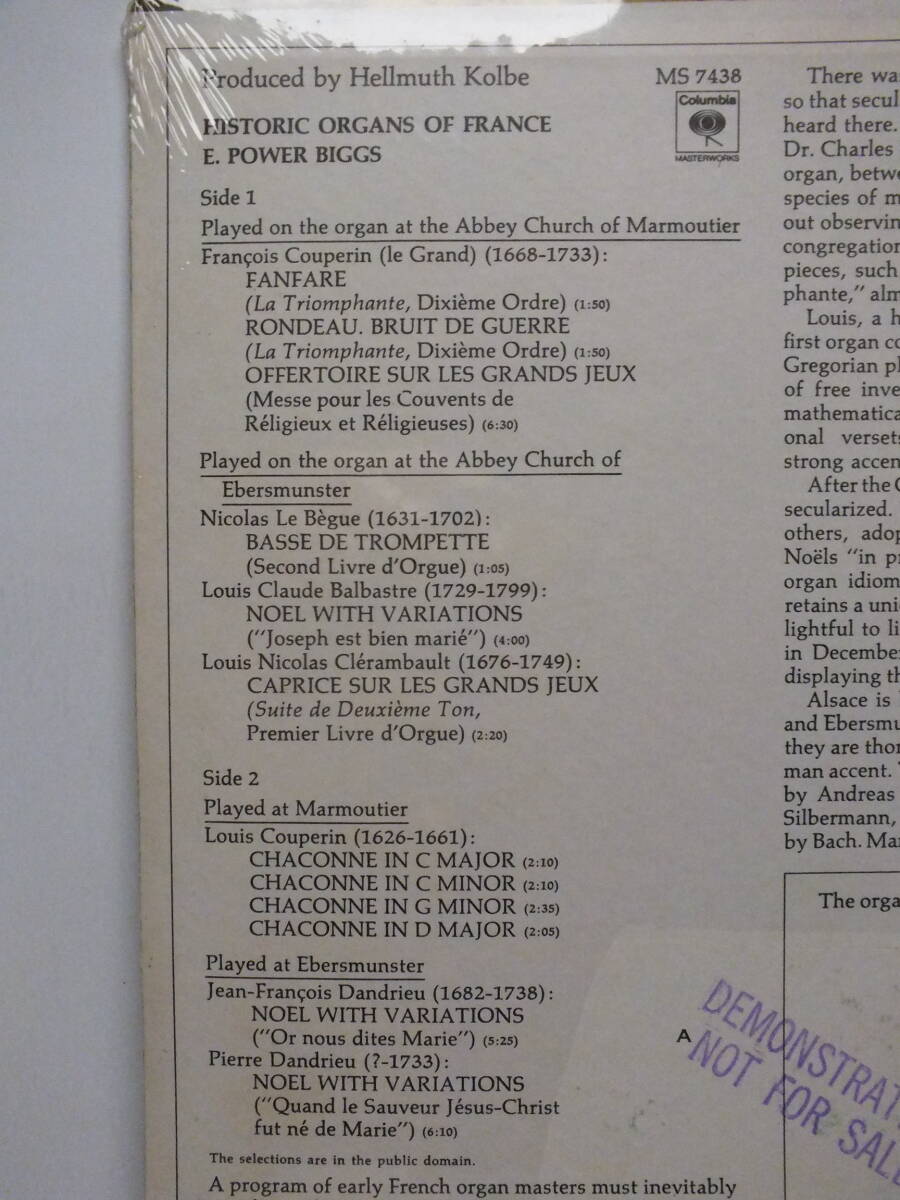 Produced by Hellmuth Kolbe
MS 7438
Columbia
MASTERWORKS
HISTORIC ORGANS OF FRANCE
E. POWER BIGGS
Side 1
Played on the organ at the Abbey Church of Marmoutier
François Couperin (le Grand) (1668-1733):
FANFARE
(La Triomphante, Dixième Ordre) (1:50)
RONDEAU. BRUIT DE GUERRE
(La Triomphante, Dixième Ordre) (1:50)
OFFERTOIRE SUR LES GRANDS JEUX
(Messe pour les Couvents de
Réligieux et Réligieuses) (6:30)
Played on the organ at the Abbey Church of
Ebersmunster
Nicolas Le Bègue (1631-1702):
BASSE DE TROMPETTE
(Second Livre d'Orgue) (1:05)
Louis Claude Balbastre (1729-1799):
NOEL WITH VARIATIONS
("Joseph est bien marié") (4:00)
Louis Nicolas Clérambault (1676-1749):
CAPRICE SUR LES GRANDS JEUX
(Suite de Deuxième Ton,
Premier Livre d'Orgue) (2:20)
Side 2
Played at Marmoutier
Louis Couperin (1626-1661):
CHACONNE IN C MAJOR (2:10)
CHACONNE IN C MINOR (2:10)
CHACONNE IN G MINOR (2:35)
CHACONNE IN D MAJOR (2:05)
Played at Ebersmunster
Jean-François Dandrieu (1682-1738):
NOEL WITH VARIATIONS
("Or nous dites Marie") (5:25)
Pierre Dandrieu (?-1733):
NOEL WITH VARIATIONS
("Quand le Sauveur Jésus-Christ
fut né de Marie") (6:10)
The selections are in the public domain.
A program of early French organ masters must inevitably
There wa
so that secul
heard there.
Dr. Charles
organ, betwe
species of m
out observin
congregation
pieces, such
phante," alm
Louis, a h
first organ co
Gregorian pl
of free inve
mathematica
onal versets
strong accen
After the
secularized.
others, adop
Noëls "in p
organ idiom
retains a uni
lightful to li
in December
displaying th
Alsace is
and Ebersmu
they are thor
man accent.
by Andreas
Silbermann,
by Bach. Mar
The orga
A
DEMONSTRAT
NOT FOR SALE